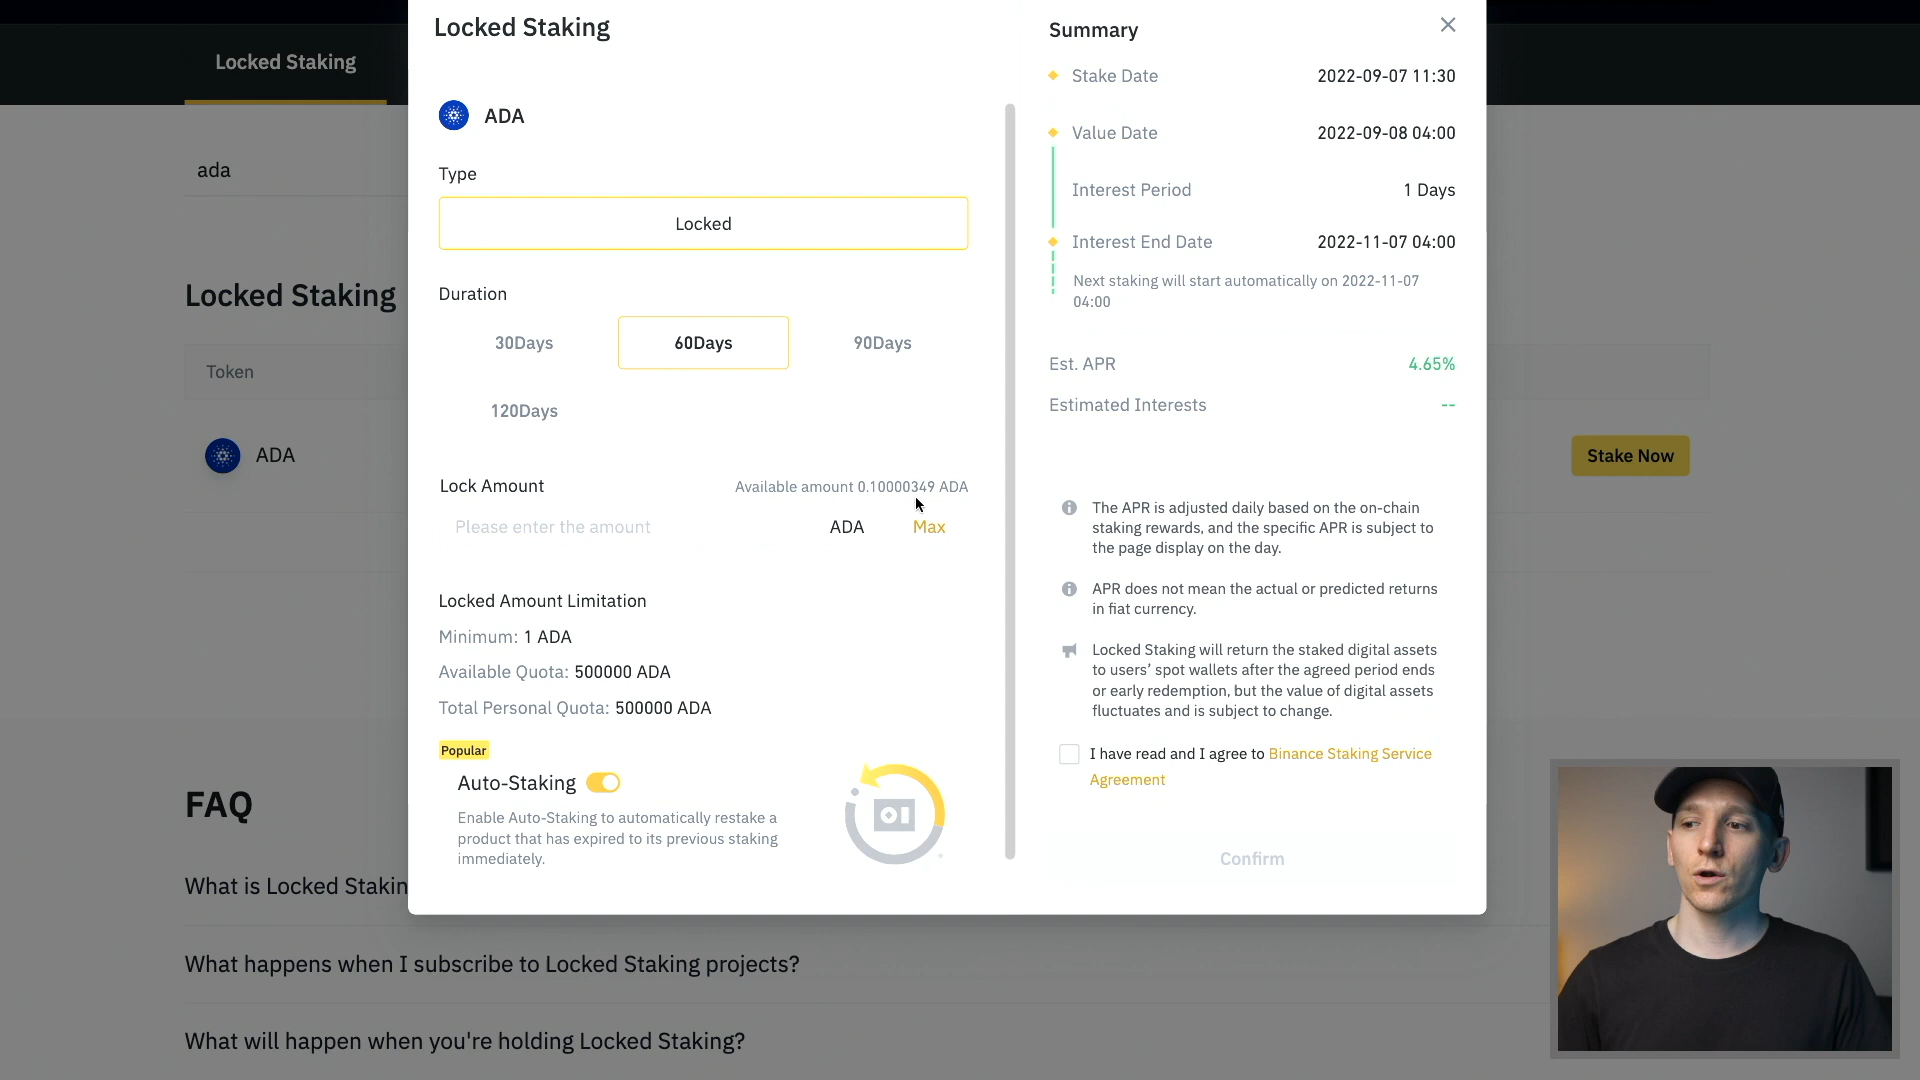 Locked Staking
ada
Locked Staking
Token
ADA
Stake Now
FAQ
What is Locked Stakin
What happens when I subscribe to Locked Staking projects?
What will happen when you're holding Locked Staking?
Locked Staking
ADA
Type
Locked
Duration
30Days
60Days
90Days
120Days
Lock Amount
Available amount 0.10000349 ADA
Please enter the amount
ADA
Max
Locked Amount Limitation
Minimum: 1 ADA
Available Quota: 500000 ADA
Total Personal Quota: 500000 ADA
Popular
Auto-Staking
Enable Auto-Staking to automatically restake a
product that has expired to its previous staking
immediately.
Summary
Stake Date 2022-09-07 11:30
Value Date 2022-09-08 04:00
Interest Period 1 Days
Interest End Date 2022-11-07 04:00
Next staking will start automatically on 2022-11-07
04:00
Est. APR 4.65%
Estimated Interests --
The APR is adjusted daily based on the on-chain
staking rewards, and the specific APR is subject to
the page display on the day.
APR does not mean the actual or predicted returns
in fiat currency.
Locked Staking will return the staked digital assets
to users’ spot wallets after the agreed period ends
or early redemption, but the value of digital assets
fluctuates and is subject to change.
I have read and I agree to Binance Staking Service
Agreement
Confirm